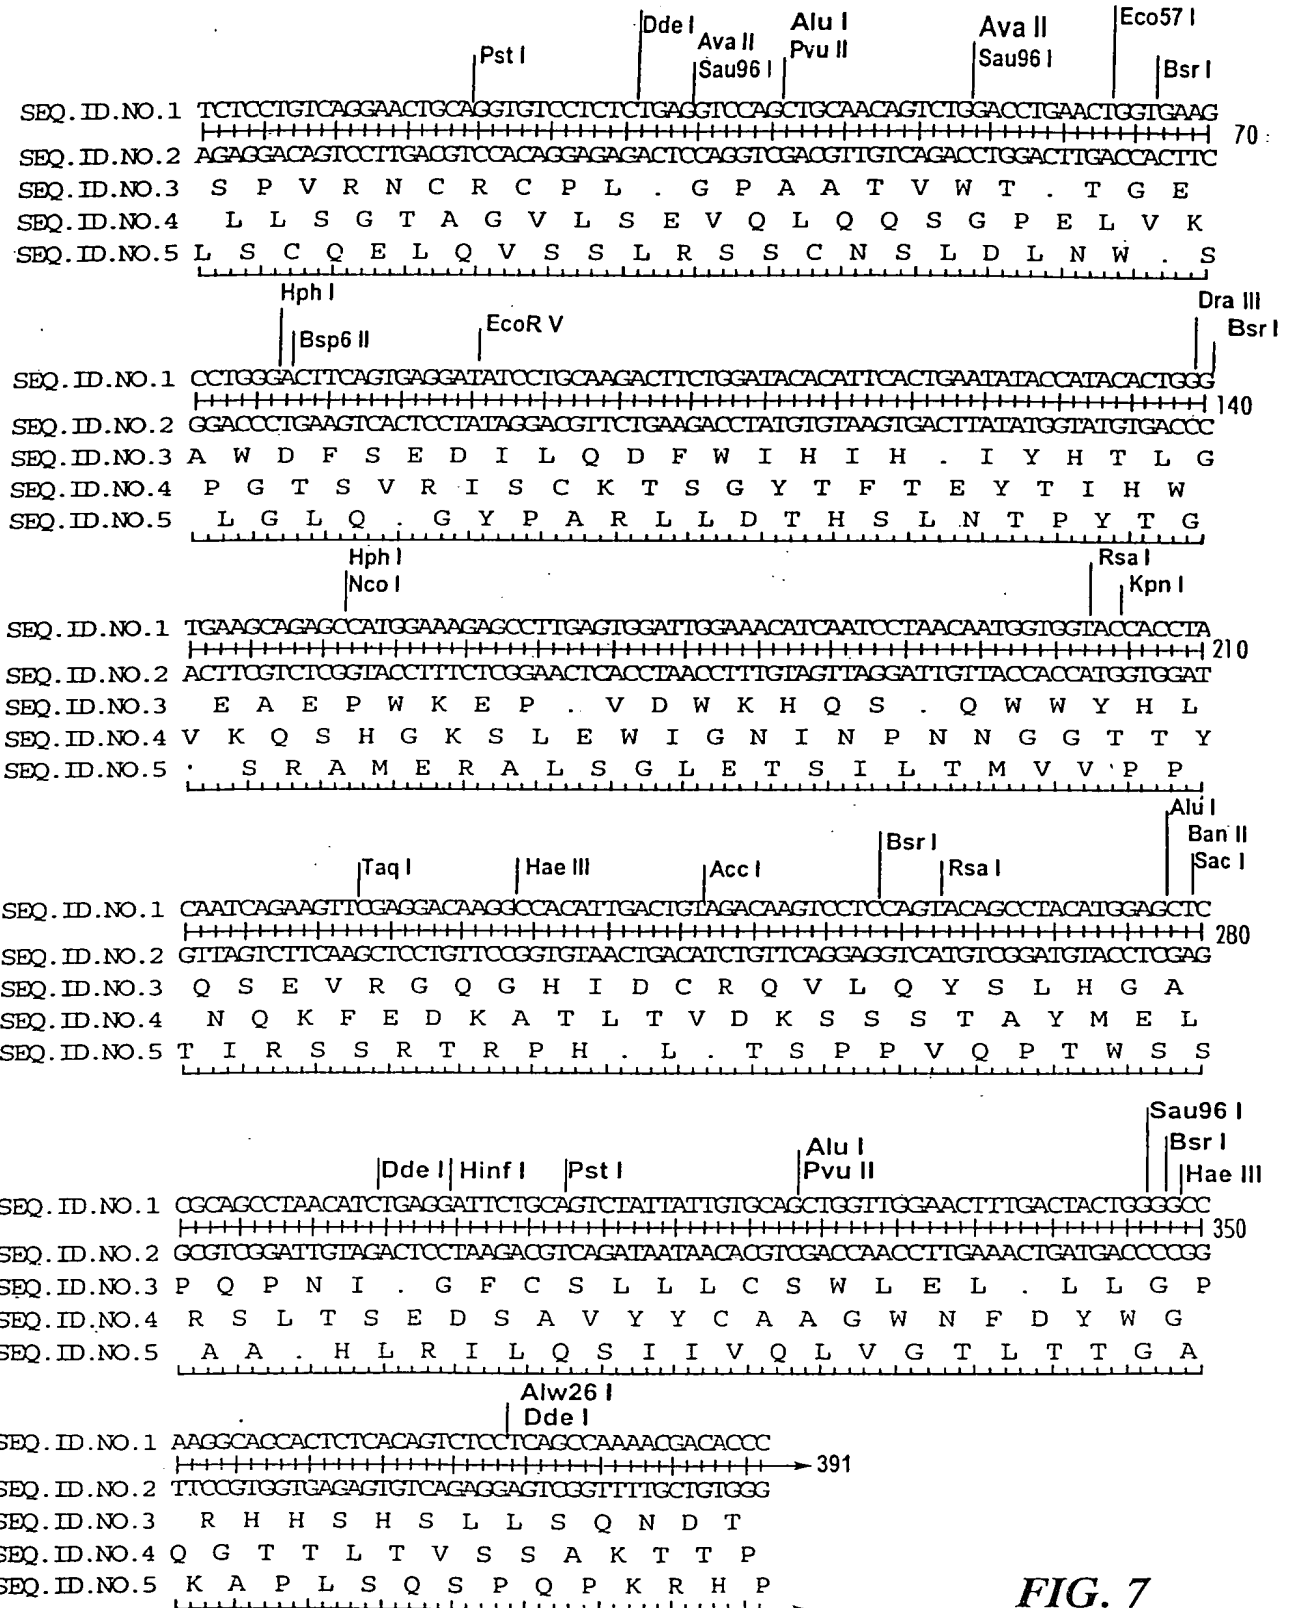 Dde I Alu I Ava II Eco57 I
Pst I Ava II Pvu II Sau96 I Bsr I
Sau96 I
SEQ.ID.NO.1 TCTCCTGTCAGGAACTGCAGGTGTCCTCTCTGAGGTCCAGCTGCAACAGTCTGGACCTGAACTGGTGAAG
70
SEQ.ID.NO.2 AGAGGACAGTCCTTGACGTCCACAGGAGAGACTCCAGGTCGACGTTGTCAGACCTGGACTTGACCACTTC
SEQ.ID.NO.3 S P V R N C R C P L . G P A A T V W T . T G E
SEQ.ID.NO.4 L L S G T A G V L S E V Q L Q Q S G P E L V K
SEQ.ID.NO.5 L S C Q E L Q V S S L R S S C N S L D L N W . S
Hph I Dra III
Bsp6 II EcoR V Bsr I
SEQ.ID.NO.1 CCTGGGACTTCAGTGAGGATATCCTGCAAGACTTCTGGATACACATTCACTGAATATACCATACACTGGG
140
SEQ.ID.NO.2 GGACCCTGAAGTCACTCCTATAGGACGTTCTGAAGACCTATGTGTAAGTGACTTATATGGTATGTGACCC
SEQ.ID.NO.3 A W D F S E D I L Q D F W I H I H . I Y H T L G
SEQ.ID.NO.4 P G T S V R I S C K T S G Y T F T E Y T I H W
SEQ.ID.NO.5 L G L Q . G Y P A R L L D T H S L N T P Y T G
Hph I Rsa I
Nco I Kpn I
SEQ.ID.NO.1 TGAAGCAGAGCCATGGAAAGAGCCTTGAGTGGATTGGAAACATCAATCCTAACAATGGTGGTACCACCTA
210
SEQ.ID.NO.2 ACTTCGTCTCGGTACCTTTCTCGGAACTCACCTAACCTTTGTAGTTAGGATTGTTACCACCATGGTGGAT
SEQ.ID.NO.3 E A E P W K E P . V D W K H Q S . Q W W Y H L
SEQ.ID.NO.4 V K Q S H G K S L E W I G N I N P N N G G T T Y
SEQ.ID.NO.5 . S R A M E R A L S G L E T S I L T M V V P P
Alu I
Bsr I Ban II
Taq I Hae III Acc I Rsa I Sac I
SEQ.ID.NO.1 CAATCAGAAGTTCGAGGACAAGGCCACATTGACTGTAGACAAGTCCTCCAGTACAGCCTACATGGAGCTC
280
SEQ.ID.NO.2 GTTAGTCTTCAAGCTCCTGTTCCGGTGTAACTGACATCTGTTCAGGAGGTCATGTCGGATGTACCTCGAG
SEQ.ID.NO.3 Q S E V R G Q G H I D C R Q V L Q Y S L H G A
SEQ.ID.NO.4 N Q K F E D K A T L T V D K S S S T A Y M E L
SEQ.ID.NO.5 T I R S S R T R P H . L . T S P P V Q P T W S S
Sau96 I
Alu I Bsr I
Dde I Hinf I Pst I Pvu II Hae III
SEQ.ID.NO.1 CGCAGCCTAACATCTGAGGATTCTGCAGTCTATTATTGTGCAGCTGGTTGGAACTTTGACTACTGGGGCC
350
SEQ.ID.NO.2 GCGTCGGATTGTAGACTCCTAAGACGTCAGATAATAACACGTCGACCAACCTTGAAACTGATGACCCCGG
SEQ.ID.NO.3 P Q P N I . G F C S L L L C S W L E L . L L G P
SEQ.ID.NO.4 R S L T S E D S A V Y Y C A A G W N F D Y W G
SEQ.ID.NO.5 A A . H L R I L Q S I I V Q L V G T L T T G A
Alw26 I
Dde I
SEQ.ID.NO.1 AAGGCACCACTCTCACAGTCTCCTCAGCCAAAACGACACCC
391
SEQ.ID.NO.2 TTCCGTGGTGAGAGTGTCAGAGGAGTCGGTTTTGCTGTGGG
SEQ.ID.NO.3 R H H S H S L L S Q N D T
SEQ.ID.NO.4 Q G T T L T V S S A K T T P
SEQ.ID.NO.5 K A P L S Q S P Q P K R H P
FIG. 7